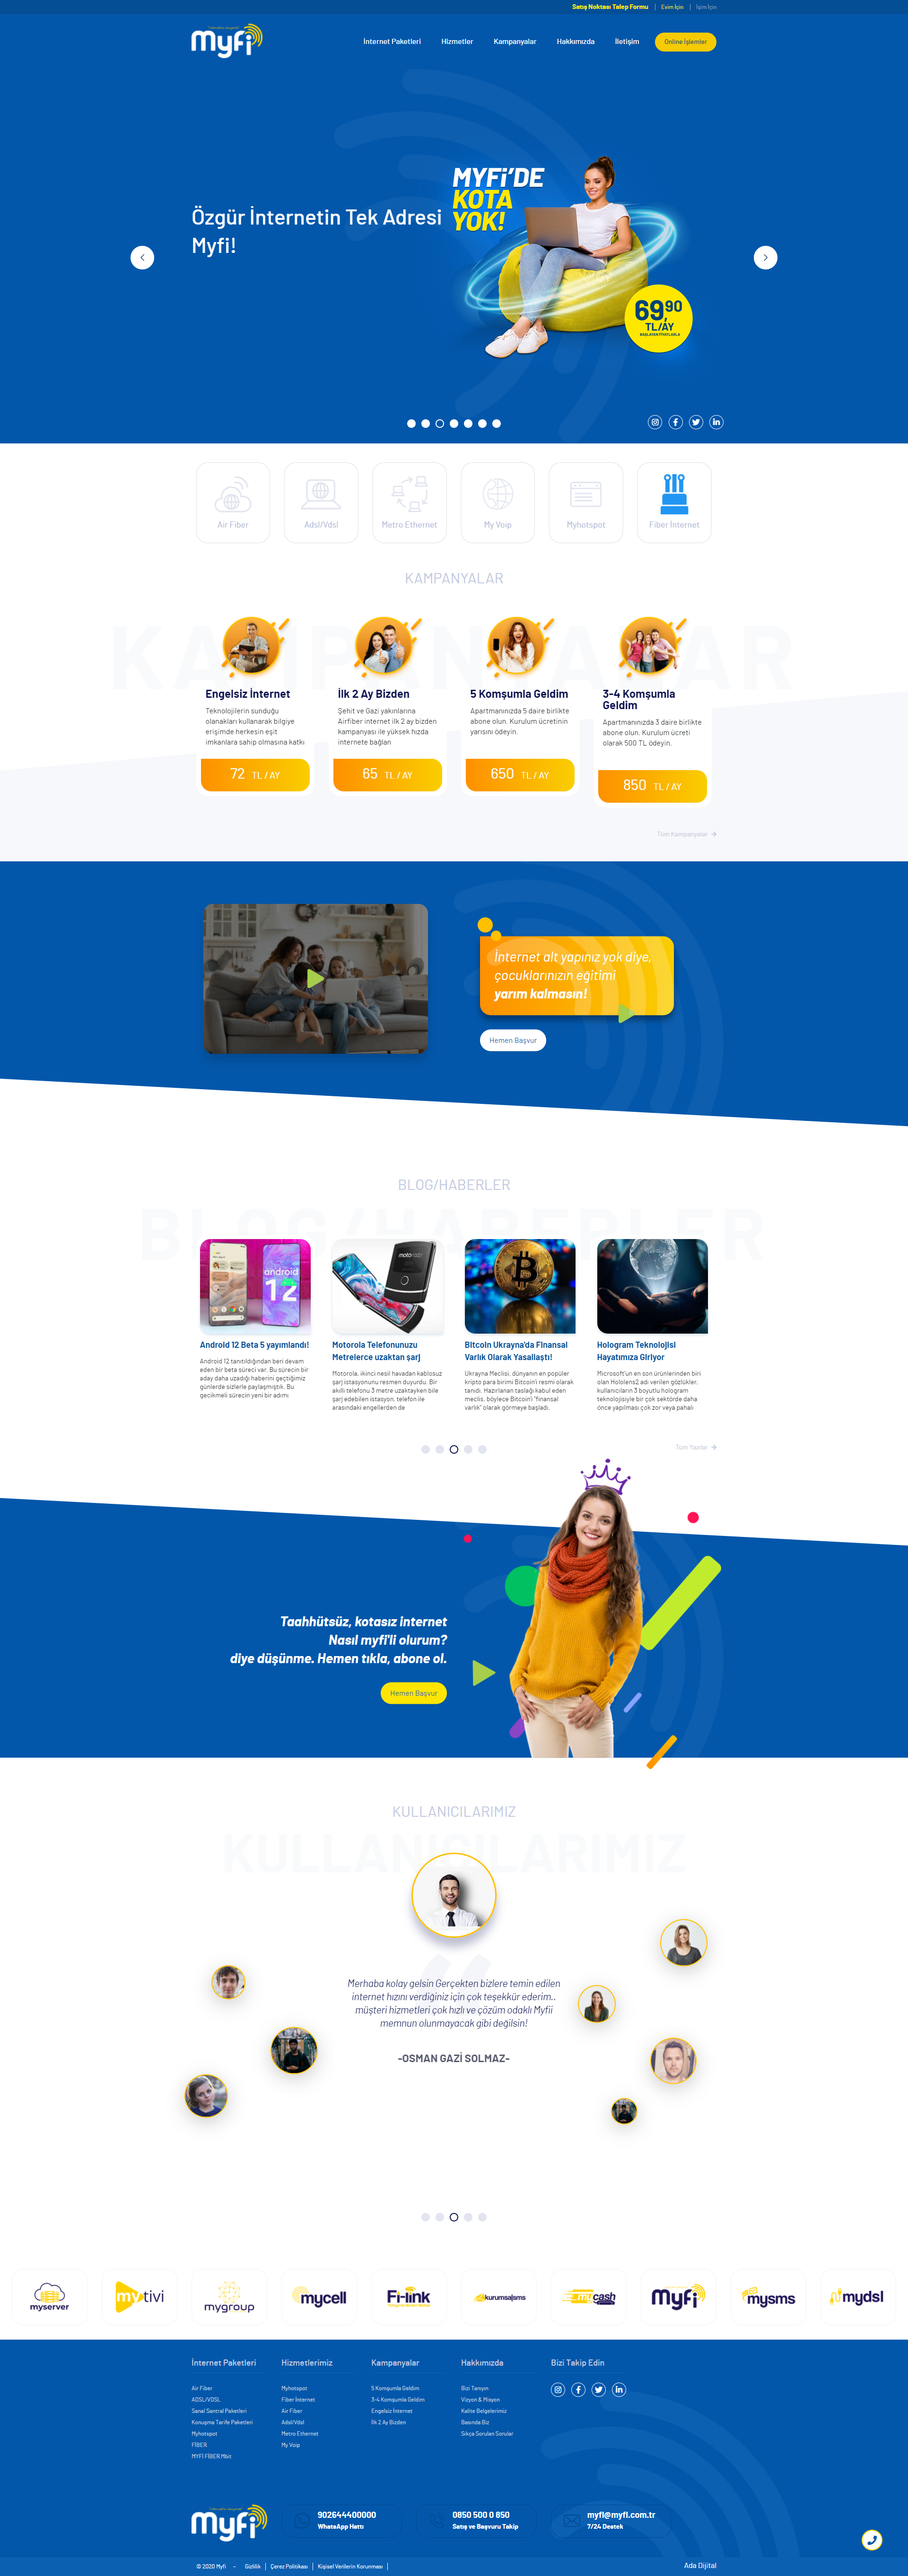 Satış Noktası Talep Formu
Evim İçin
İşim İçin
Myfi
İnternet Paketleri
Hizmetler
Kampanyalar
Hakkımızda
İletişim
Online İşlemler
Özgür İnternetin Tek Adresi
Myfi!
MYFi'DE
KOTA
YOK!
69,90
TL/AY
BAŞLAYAN FİYATLARLA
Air Fiber
Adsl/Vdsl
Metro Ethernet
My Voip
Myhotspot
Fiber İnternet
KAMPANYALAR
KAMPANYALAR
Engelsiz İnternet
Teknolojilerin sunduğu
olanakları kullanarak bilgiye
erişimde herkesin eşit
imkanlara sahip olmasına katkı
72 TL / AY
İlk 2 Ay Bizden
Şehit ve Gazi yakınlarına
Airfiber internet ilk 2 ay bizden
kampanyası ile yüksek hızda
internete bağlan
65 TL / AY
5 Komşumla Geldim
Apartmanınızda 5 daire birlikte
abone olun. Kurulum ücretinin
yarısını ödeyin.
650 TL / AY
3-4 Komşumla
Geldim
Apartmanınızda 3 daire birlikte
abone olun. Kurulum ücreti
olarak 500 TL ödeyin.
850 TL / AY
Tüm Kampanyalar
İnternet alt yapınız yok diye,
çocuklarınızın eğitimi
yarım kalmasın!
Hemen Başvur
BLOG/HABERLER
BLOG/HABERLER
android
12
motorola
Android 12 Beta 5 yayımlandı!
Android 12 tanıtıldığından beri devam
eden bir beta süreci var. Bu sürecin bir
aday daha uzadığı haberini geçtiğimiz
günlerde sizlerle paylaşmıştık. Bu
gecikmeli sürecin yeni bir adımı
Motorola Telefonunuzu
Metrelerce uzaktan şarj
Motorola, ikinci nesil havadan kablosuz
şarj istasyonunu resmen duyurdu. Bir
akıllı telefonu 3 metre uzaktayken bile
şarj edebilen istasyon, telefon ile
arasındaki engellerden de
Bitcoin Ukrayna'da Finansal
Varlık Olarak Yasallaştı!
Ukrayna Meclisi, dünyanın en popüler
kripto para birimi Bitcoin'i resmi olarak
tanıdı. Hazırlanan taslağı kabul eden
meclis, böylece Bitcoin'i "finansal
varlık" olarak görmeye başladı.
Hologram Teknolojisi
Hayatımıza Giriyor
Microsoft'un en son ürünlerinden biri
olan Hololens2 adı verilen gözlükler,
kullanıcıların 3 boyutlu hologram
teknolojisiyle bir çok sektörde daha
önce yapılması çok zor veya pahalı
Tüm Yazılar
Taahhütsüz, kotasız internet
Nasıl myfi'li olurum?
diye düşünme. Hemen tıkla, abone ol.
Hemen Başvur
KULLANICILARIMIZ
KULLANICILARIMIZ
Merhaba kolay gelsin Gerçekten bizlere temin edilen
internet hızını verdiğiniz için çok teşekkür ederim..
müşteri hizmetleri çok hızlı ve çözüm odaklı Myfii
memnun olunmayacak gibi değilsin!
-OSMAN GAZİ SOLMAZ-
myserver
mytivi
mygroup
mycell
Fi-link
kurumsalsms
mycash
Myfi
mysms
mydsl
İnternet Paketleri
Air Fiber
ADSL/VDSL
Sanal Santral Paketleri
Konuşma Tarife Paketleri
Myhotspot
FİBER
MYFİ FİBER Mbit
Hizmetlerimiz
Myhotspot
Fiber İnternet
Air Fiber
Adsl/Vdsl
Metro Ethernet
My Voip
Kampanyalar
5 Komşumla Geldim
3-4 Komşumla Geldim
Engelsiz İnternet
İlk 2 Ay Bizden
Hakkımızda
Bizi Tanıyın
Vizyon & Misyon
Kalite Belgelerimiz
Basında Biz
Sıkça Sorulan Sorular
Bizi Takip Edin
Myfi
902644400000
WhatsApp Hattı
0850 500 0 850
Satış ve Başvuru Takip
myfi@myfi.com.tr
7/24 Destek
© 2020 Myfi - Gizlilik | Çerez Politikası | Kişisel Verilerin Korunması |
Ada Dijital